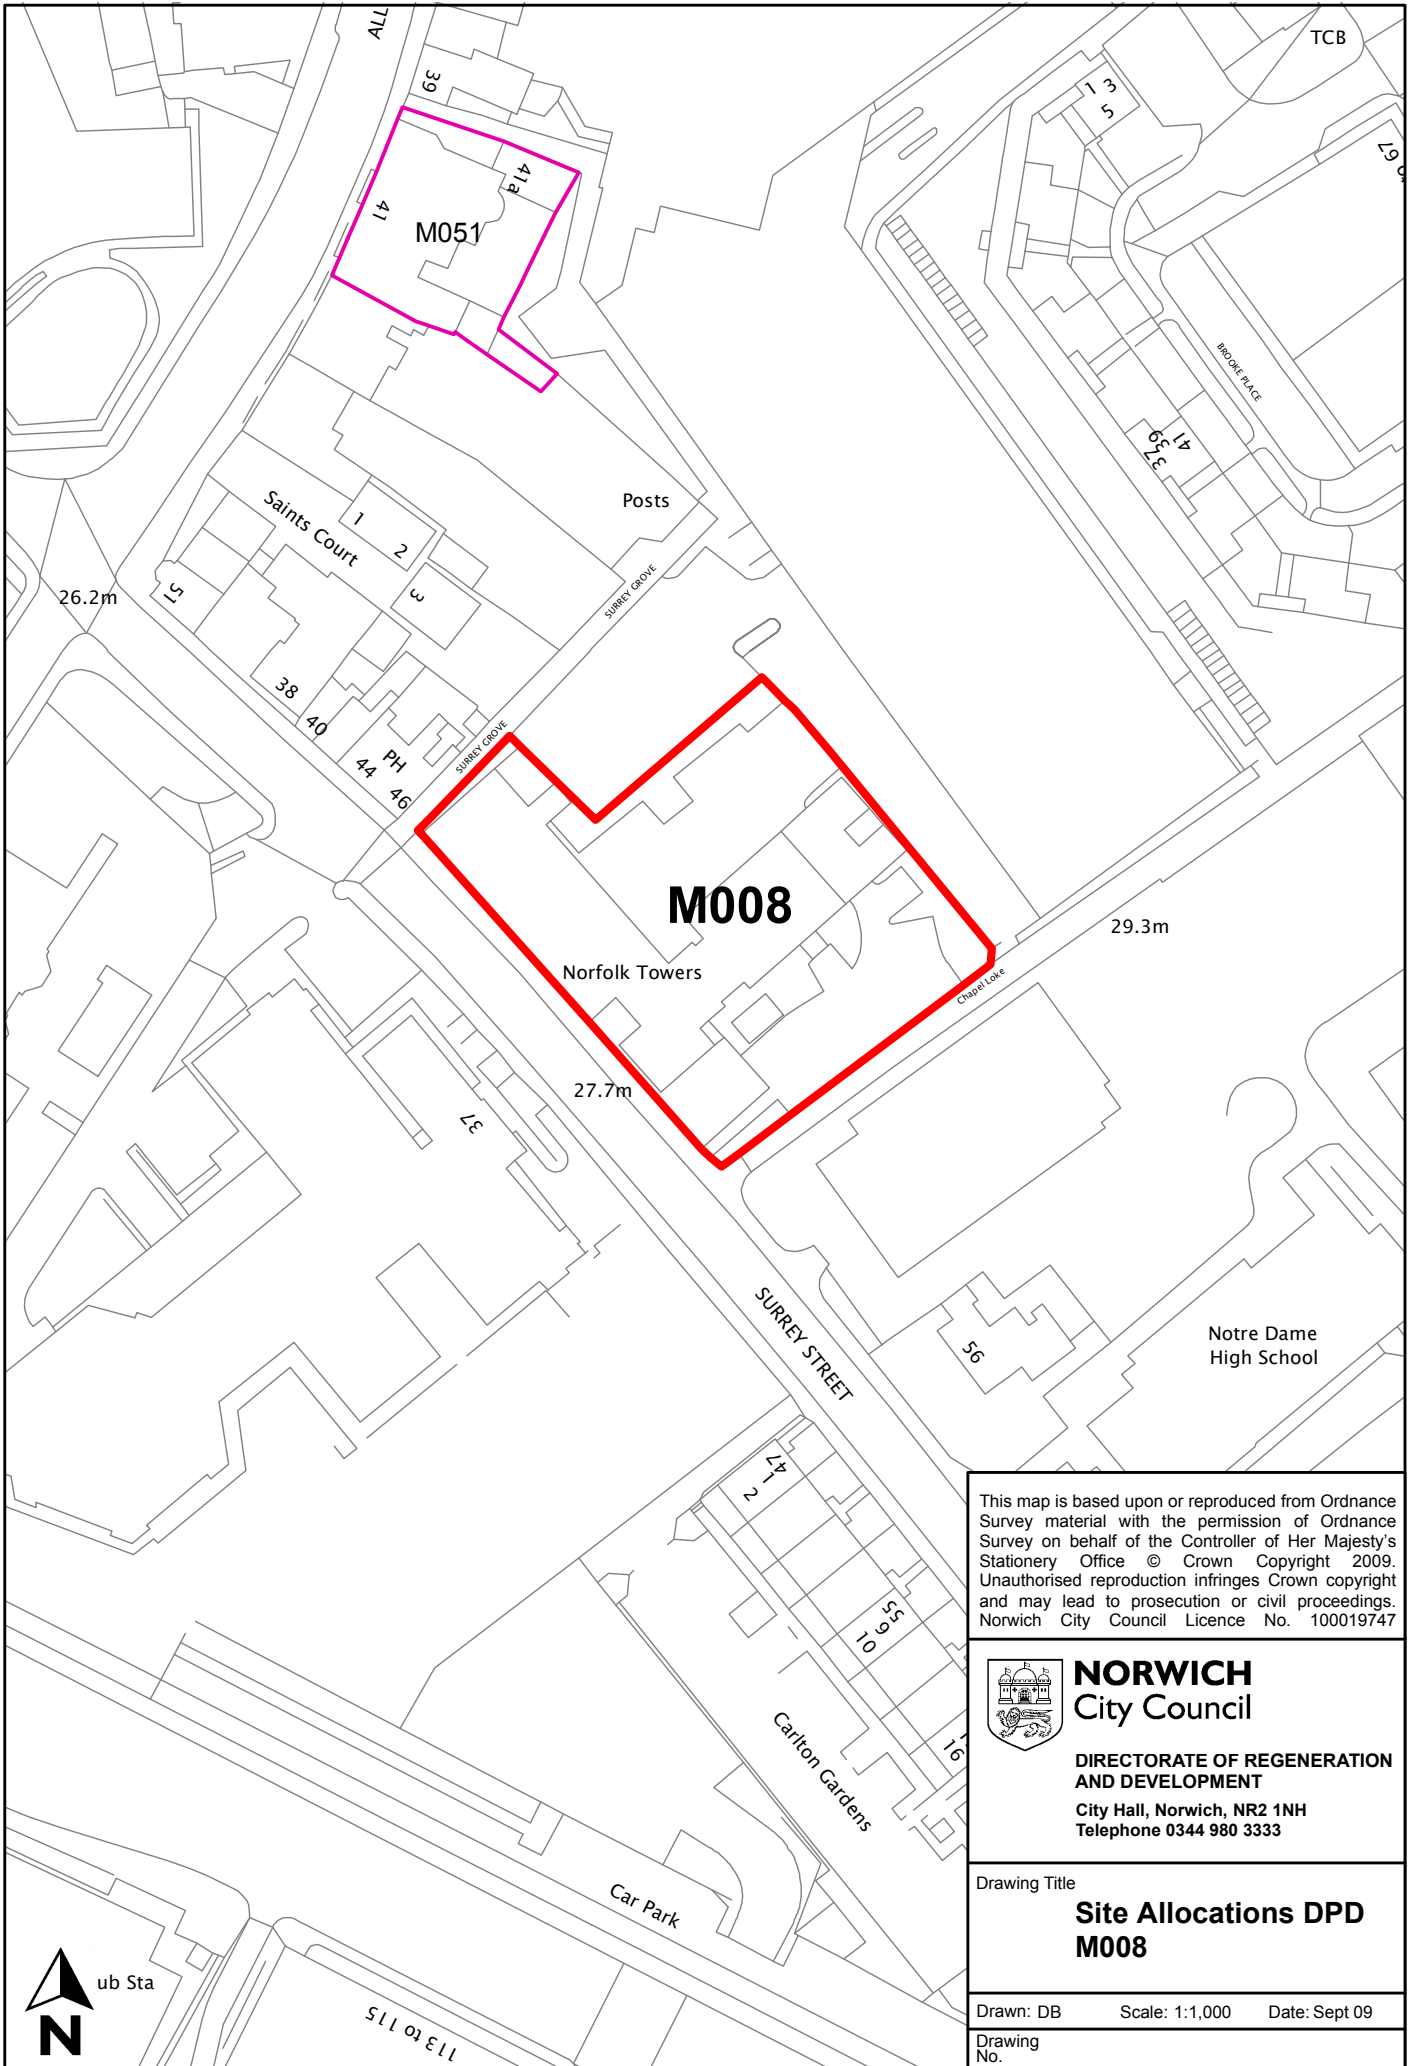 ALL
39
TCB
1 3
5
67
41a
41
M051
BROOKE PLACE
41
39
37
Posts
Saints Court
1
2
3
SURREY GROVE
51
26.2m
38
40
44
PH
46
SURREY GROVE
M008
29.3m
Norfolk Towers
Chapel Loke
27.7m
37
SURREY STREET
56
Notre Dame
High School
47
1
2
55
9
10
16
Carlton Gardens
Car Park
ub Sta
113 to 115
N
This map is based upon or reproduced from Ordnance
Survey material with the permission of Ordnance
Survey on behalf of the Controller of Her Majesty's
Stationery Office © Crown Copyright 2009.
Unauthorised reproduction infringes Crown copyright
and may lead to prosecution or civil proceedings.
Norwich City Council Licence No. 100019747
NORWICH
City Council
DIRECTORATE OF REGENERATION
AND DEVELOPMENT
City Hall, Norwich, NR2 1NH
Telephone 0344 980 3333
Drawing Title
Site Allocations DPD
M008
Drawn: DB Scale: 1:1,000 Date: Sept 09
Drawing
No.